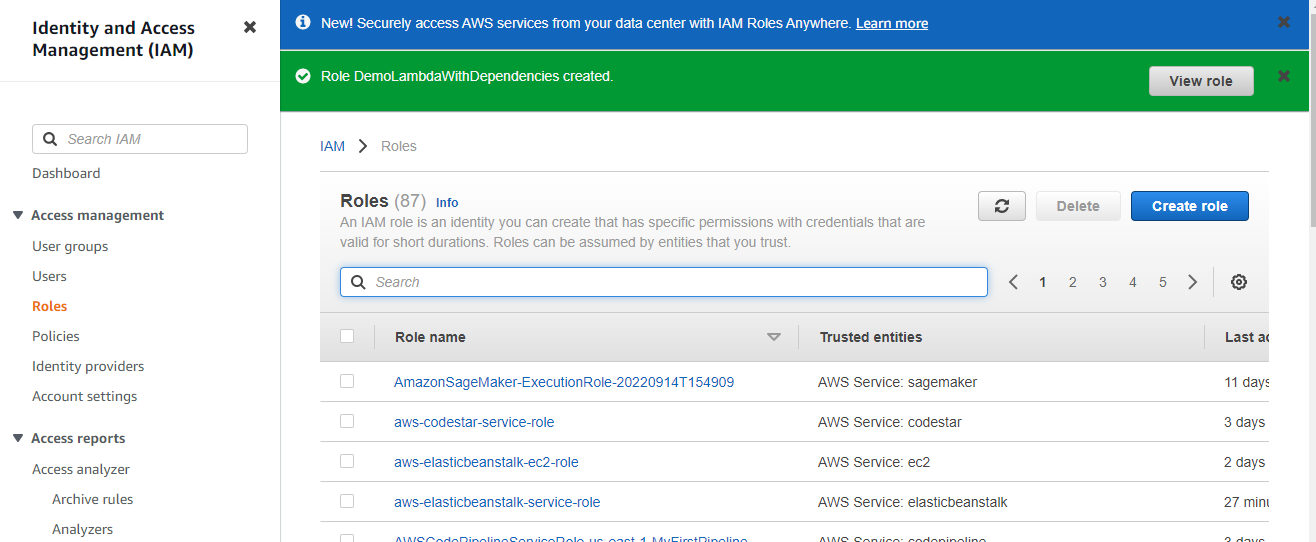 Identity and Access
Management (IAM)
Search IAM
Dashboard
Access management
User groups
Users
Roles
Policies
Identity providers
Account settings
Access reports
Access analyzer
Archive rules
Analyzers
New! Securely access AWS services from your data center with IAM Roles Anywhere. Learn more
Role DemoLambdaWithDependencies created.
View role
IAM > Roles
Roles (87) Info
An IAM role is an identity you can create that has specific permissions with credentials that are
valid for short durations. Roles can be assumed by entities that you trust.
Delete
Create role
Search
1 2 3 4 5
Role name Trusted entities Last
AmazonSageMaker-ExecutionRole-20220914T154909 AWS Service: sagemaker 11 days
aws-codestar-service-role AWS Service: codestar 3 days
aws-elasticbeanstalk-ec2-role AWS Service: ec2 2 days
aws-elasticbeanstalk-service-role AWS Service: elasticbeanstalk 27
AWSCodePipelineServiceRole-us-east-1-MyFirstPipeline AWS Service: codepipeline 3 days